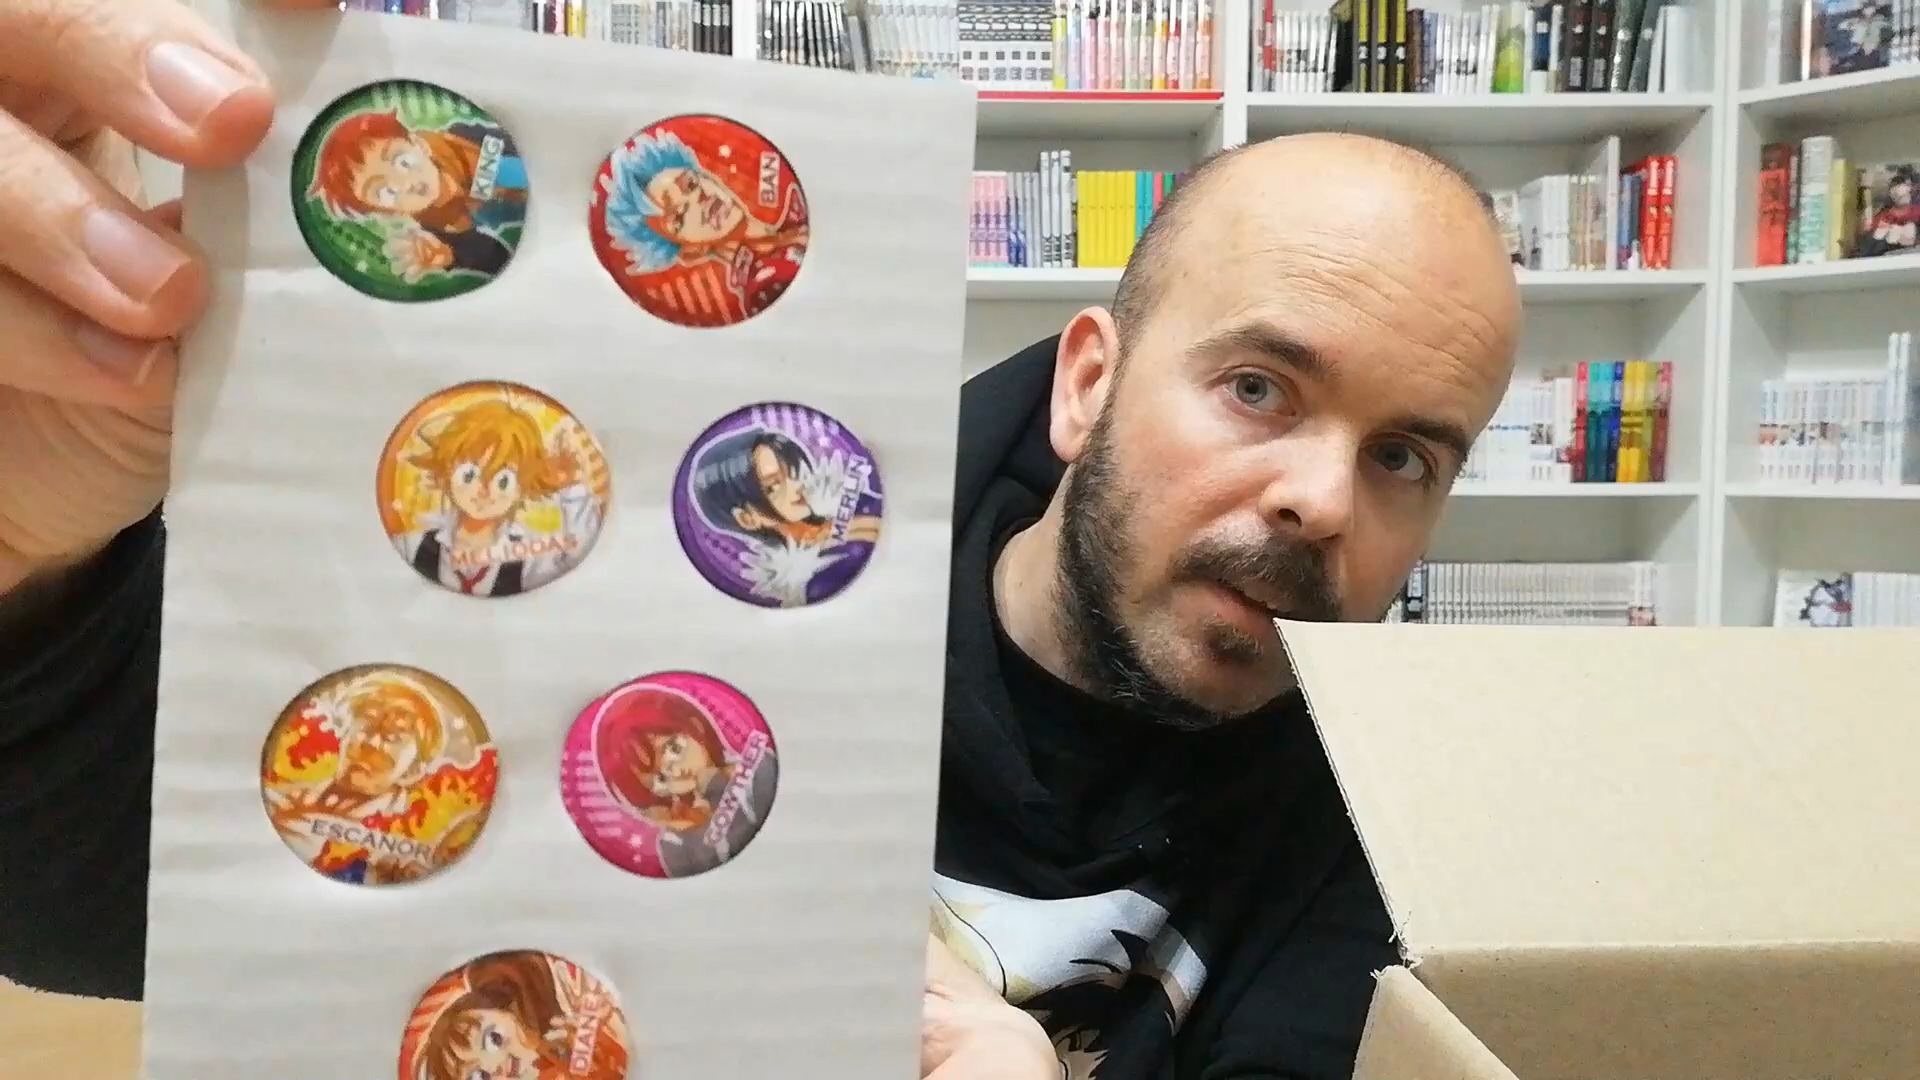 KING
BAN
MELIODAS
MERLIN
ESCANOR
GOWTHER
DIANE